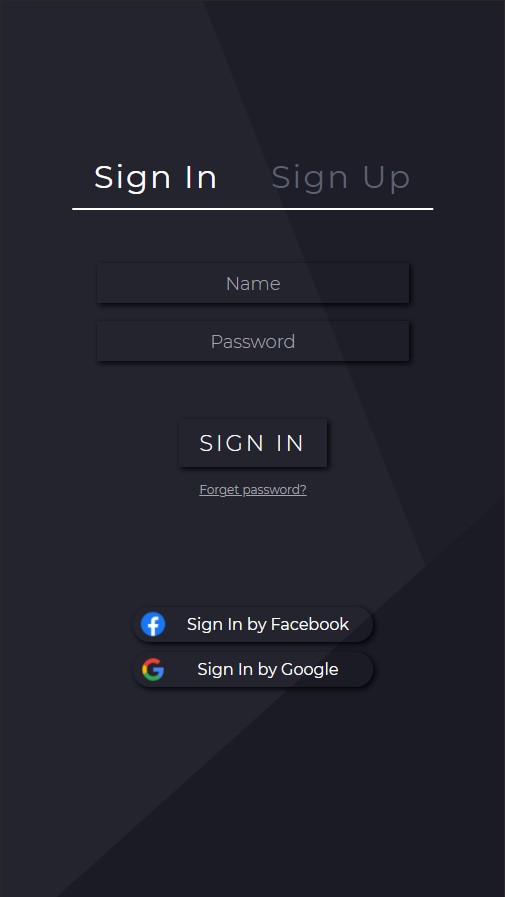 Sign In Sign Up
Name
Password
SIGN IN
Forget password?
Sign In by Facebook
Sign In by Google